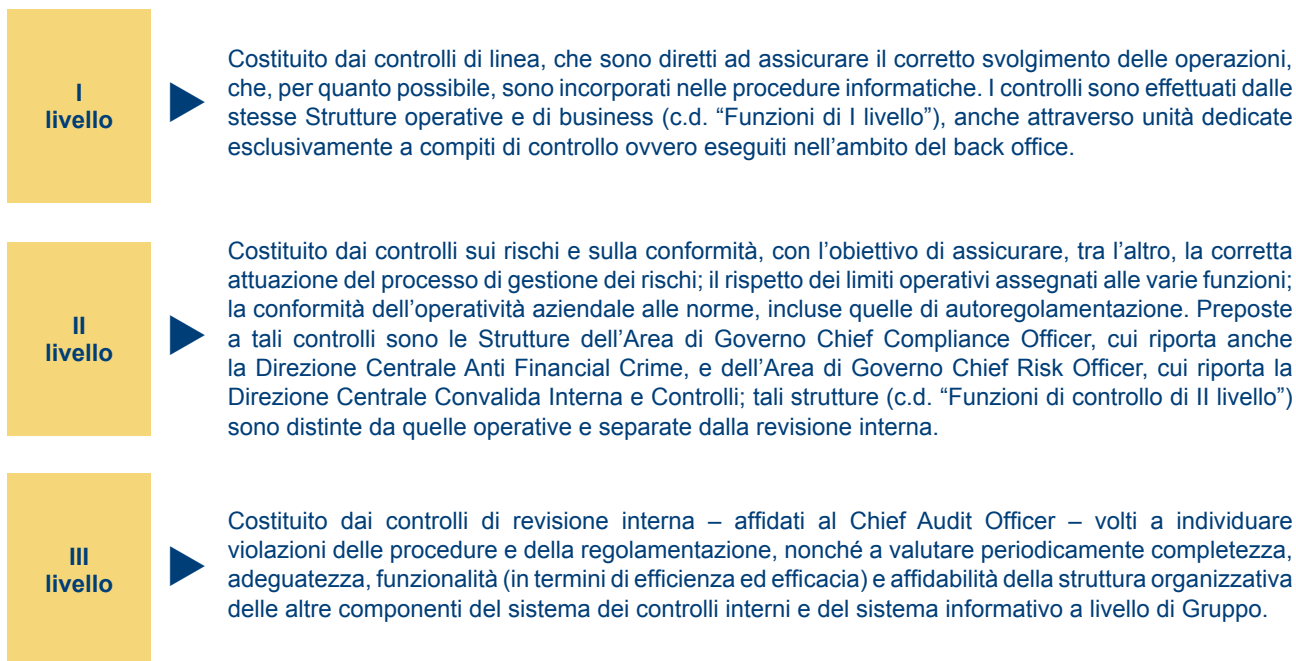 I
livello
Costituito dai controlli di linea, che sono diretti ad assicurare il corretto svolgimento delle operazioni,
che, per quanto possibile, sono incorporati nelle procedure informatiche. I controlli sono effettuati dalle
stesse Strutture operative e di business (c.d. “Funzioni di I livello”), anche attraverso unità dedicate
esclusivamente a compiti di controllo ovvero eseguiti nell’ambito del back office.
II
livello
Costituito dai controlli sui rischi e sulla conformità, con l’obiettivo di assicurare, tra l’altro, la corretta
attuazione del processo di gestione dei rischi; il rispetto dei limiti operativi assegnati alle varie funzioni;
la conformità dell’operatività aziendale alle norme, incluse quelle di autoregolamentazione. Preposte
a tali controlli sono le Strutture dell’Area di Governo Chief Compliance Officer, cui riporta anche
la Direzione Centrale Anti Financial Crime, e dell’Area di Governo Chief Risk Officer, cui riporta la
Direzione Centrale Convalida Interna e Controlli; tali strutture (c.d. “Funzioni di controllo di II livello”)
sono distinte da quelle operative e separate dalla revisione interna.
III
livello
Costituito dai controlli di revisione interna – affidati al Chief Audit Officer – volti a individuare
violazioni delle procedure e della regolamentazione, nonché a valutare periodicamente completezza,
adeguatezza, funzionalità (in termini di efficienza ed efficacia) e affidabilità della struttura organizzativa
delle altre componenti del sistema dei controlli interni e del sistema informativo a livello di Gruppo.